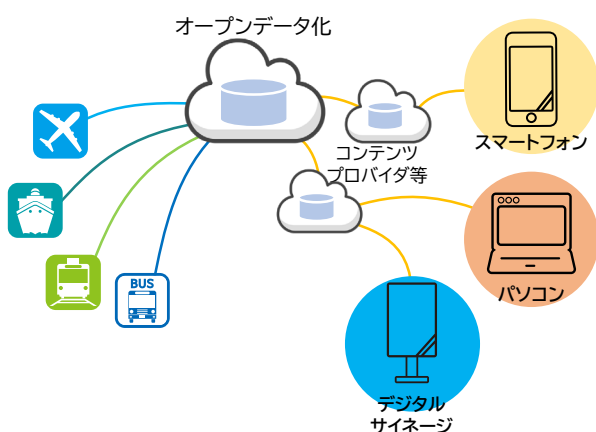 オープンデータ化
コンテンツ
プロバイダ等
スマートフォン
BUS
パソコン
デジタル
サイネージ